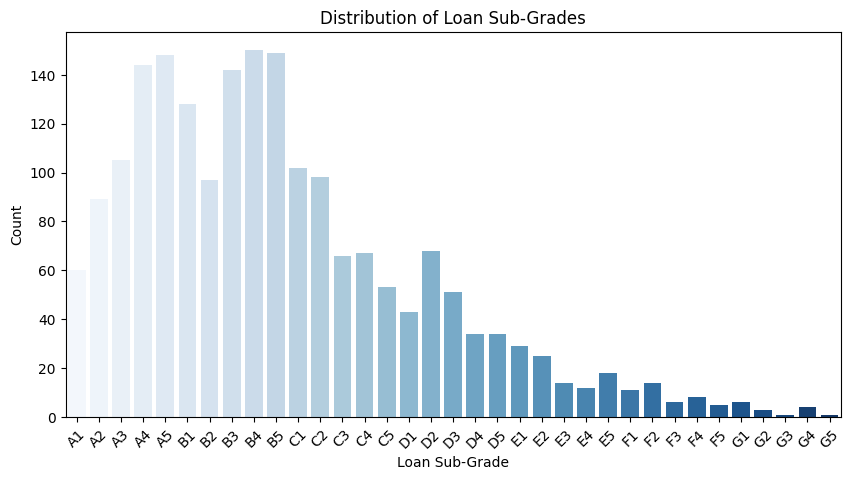 Distribution of Loan Sub-Grades
Count
140
120
100
80
60
40
20
0
A1 A2 A3 A4 A5 B1 B2 B3 B4 B5 C1 C2 C3 C4 C5 D1 D2 D3 D4 D5 E1 E2 E3 E4 E5 F1 F2 F3 F4 F5 G1 G2 G3 G4 G5
Loan Sub-Grade